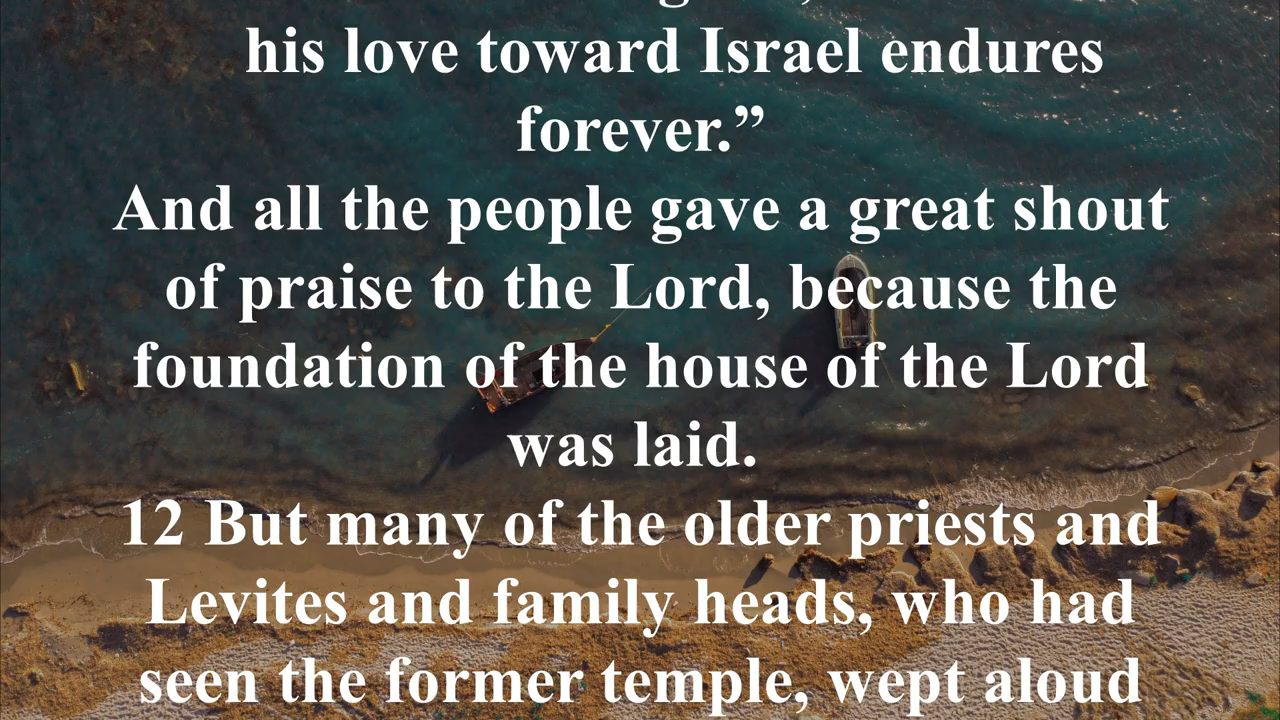 his love toward Israel endures
forever.”
And all the people gave a great shout
of praise to the Lord, because the
foundation of the house of the Lord
was laid.
12 But many of the older priests and
Levites and family heads, who had
seen the former temple, wept aloud